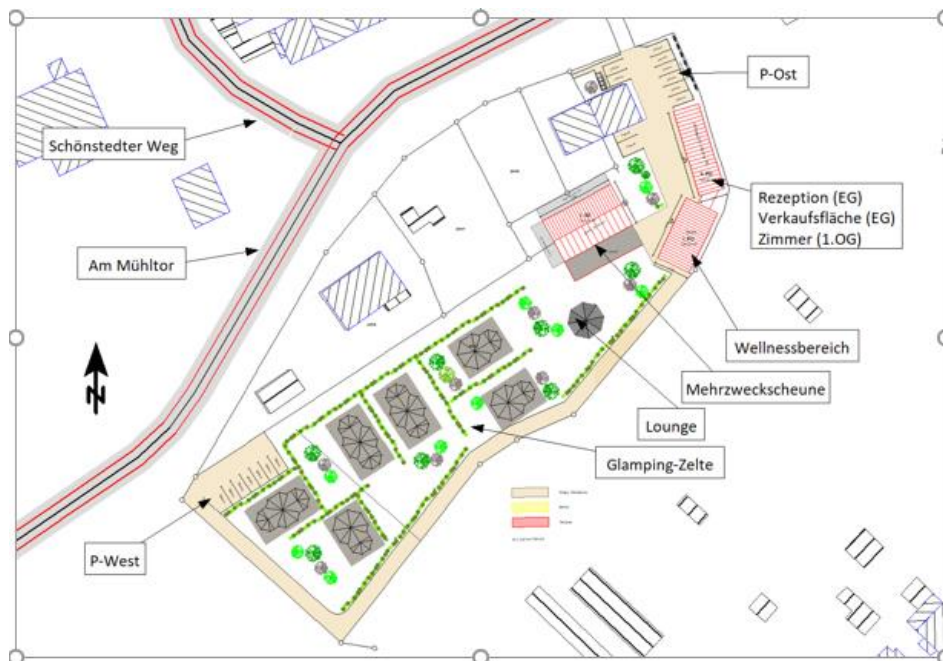 P-Ost
Schönstedter Weg
Rezeption (EG)
Verkaufsfläche (EG)
Zimmer (1.OG)
Am Mühltor
Wellnessbereich
Mehrzweckscheune
Lounge
Glamping-Zelte
P-West
N